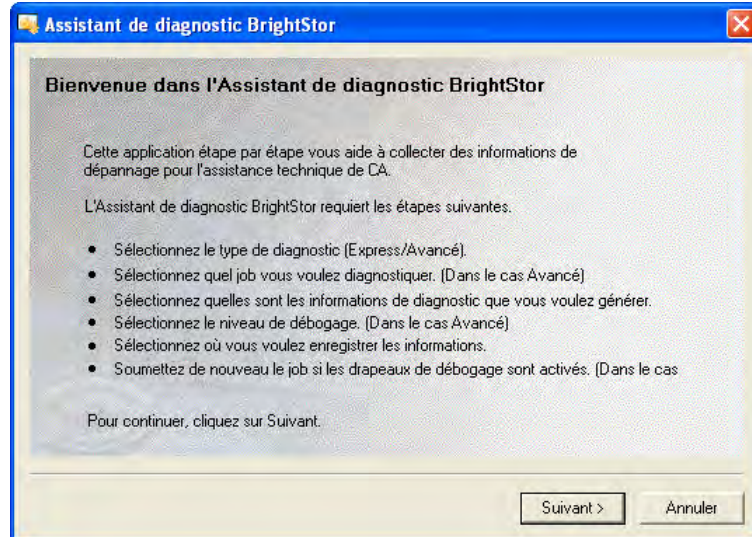 Assistant de diagnostic BrightStor
Bienvenue dans l'Assistant de diagnostic BrightStor
Cette application étape par étape vous aide à collecter des informations de
dépannage pour l'assistance technique de CA.
L'Assistant de diagnostic BrightStor requiert les étapes suivantes.
• Sélectionnez le type de diagnostic (Express/Avancé).
• Sélectionnez quel job vous voulez diagnostiquer. (Dans le cas Avancé)
• Sélectionnez quelles sont les informations de diagnostic que vous voulez générer.
• Sélectionnez le niveau de débogage. (Dans le cas Avancé)
• Sélectionnez où vous voulez enregistrer les informations.
• Soumettez de nouveau le job si les drapeaux de débogage sont activés. (Dans le cas
Pour continuer, cliquez sur Suivant.
Suivant >
Annuler